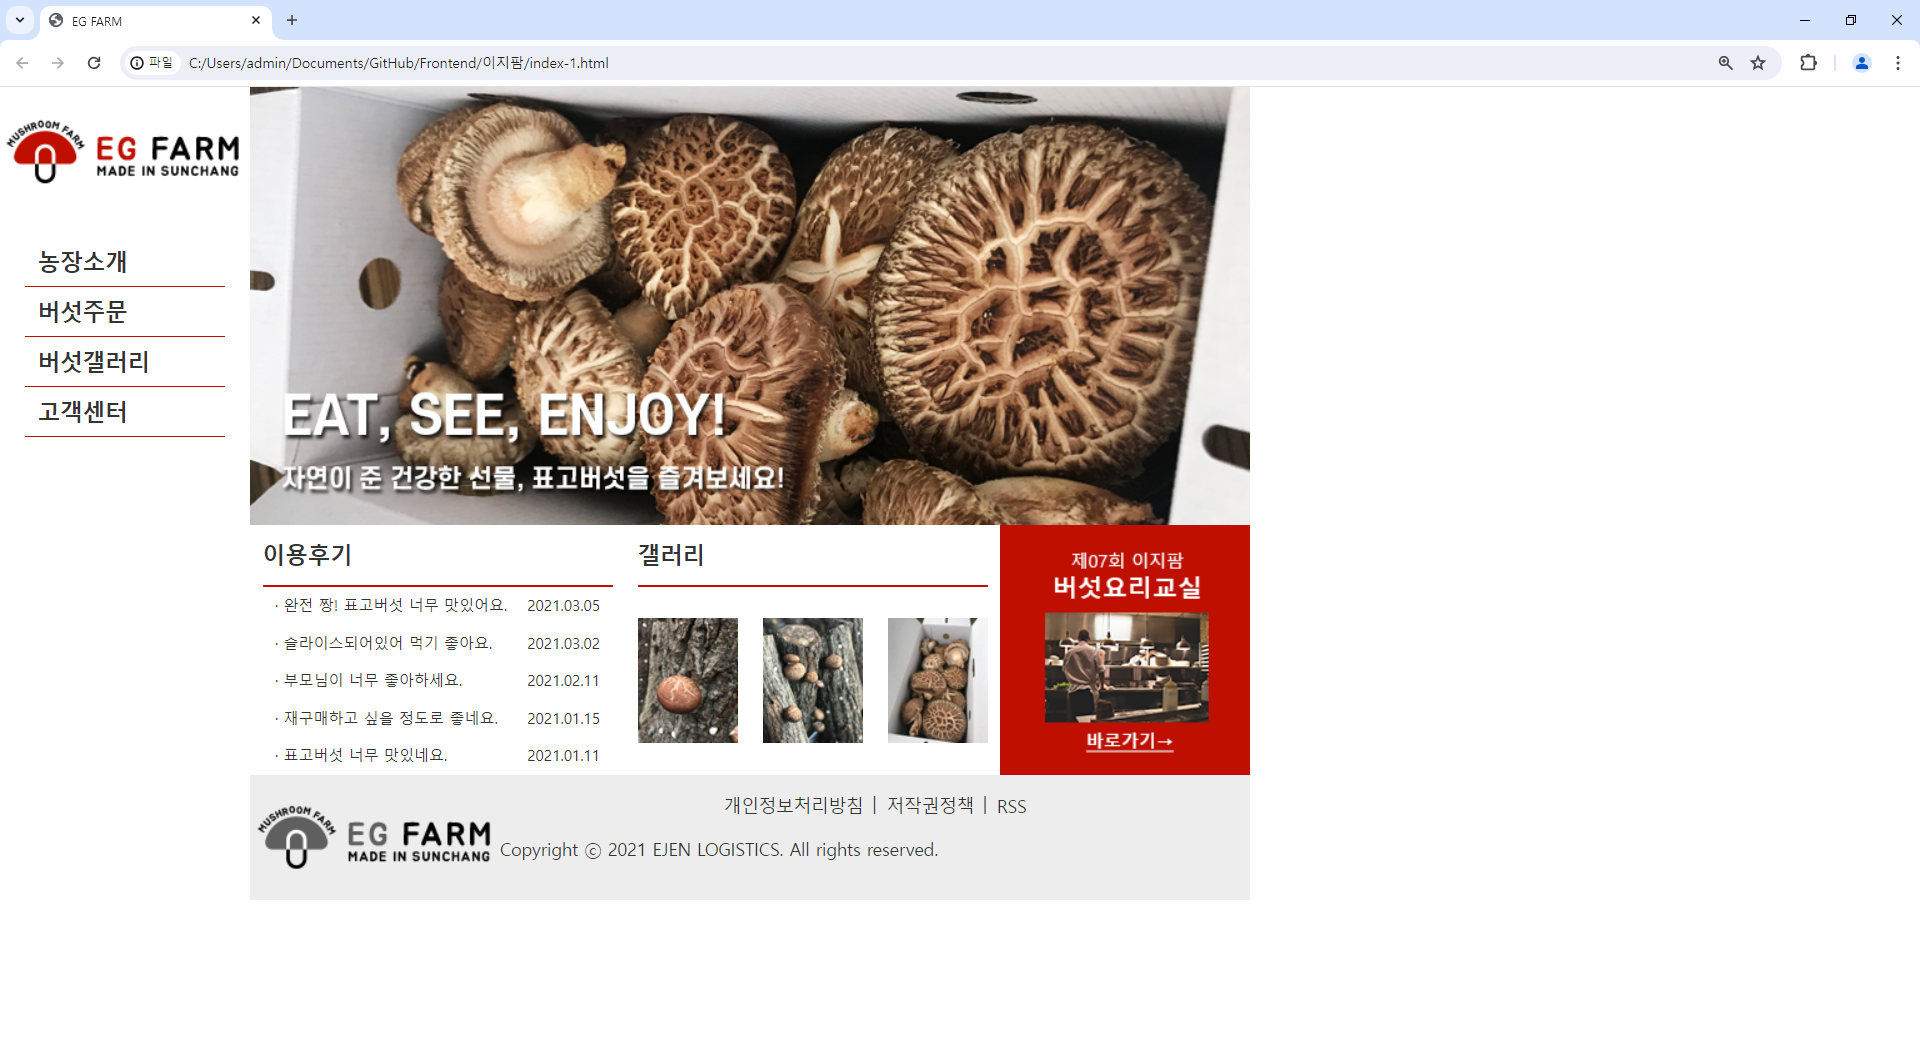 EG FARM
파일
C:/Users/admin/Documents/GitHub/Frontend/이지팜/index-1.html
MUSHROOM FARM
EG FARM
MADE IN SUNCHANG
농장소개
버섯주문
버섯갤러리
고객센터
EAT, SEE, ENJOY!
자연이 준 건강한 선물, 표고버섯을 즐겨보세요!
이용후기
· 완전 짱! 표고버섯 너무 맛있어요. 2021.03.05
· 슬라이스되어있어 먹기 좋아요. 2021.03.02
· 부모님이 너무 좋아하세요. 2021.02.11
· 재구매하고 싶을 정도로 좋네요. 2021.01.15
· 표고버섯 너무 맛있네요. 2021.01.11
갤러리
제07회 이지팜
버섯요리교실
바로가기→
MUSHROOM FARM
EG FARM
MADE IN SUNCHANG
개인정보처리방침 | 저작권정책 | RSS
Copyright ⓒ 2021 EJEN LOGISTICS. All rights reserved.